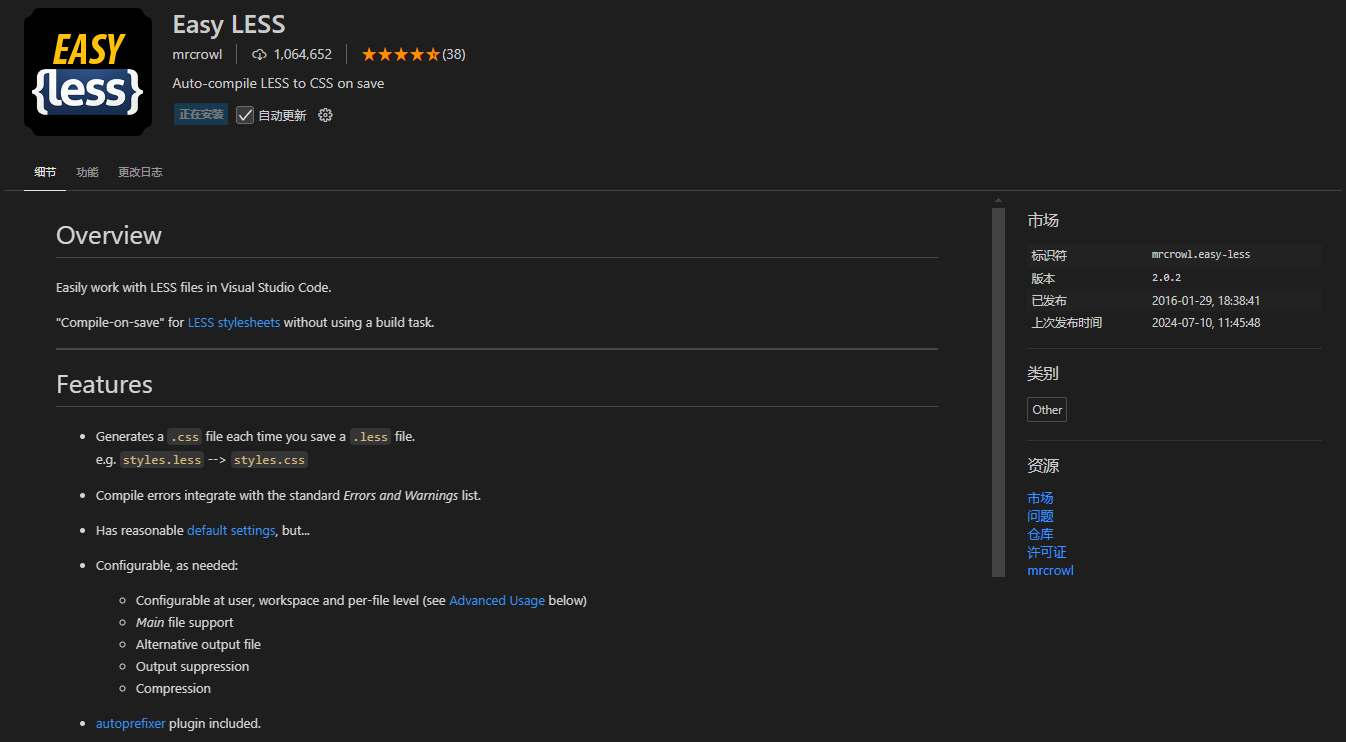 EASY
{less}
Easy LESS
mrcrowl 1,064,652 (38)
Auto-compile LESS to CSS on save
正在安装 自动更新
细节 功能 更改日志
Overview
Easily work with LESS files in Visual Studio Code.
"Compile-on-save" for LESS stylesheets without using a build task.
Features
Generates a .css file each time you save a .less file.
e.g. styles.less --> styles.css
Compile errors integrate with the standard Errors and Warnings list.
Has reasonable default settings, but...
Configurable, as needed:
Configurable at user, workspace and per-file level (see Advanced Usage below)
Main file support
Alternative output file
Output suppression
Compression
autoprefixer plugin included.
市场
标识符 mrcrowl.easy-less
版本 2.0.2
已发布 2016-01-29, 18:38:41
上次发布时间 2024-07-10, 11:45:48
类别
Other
资源
市场
问题
仓库
许可证
mrcrowl